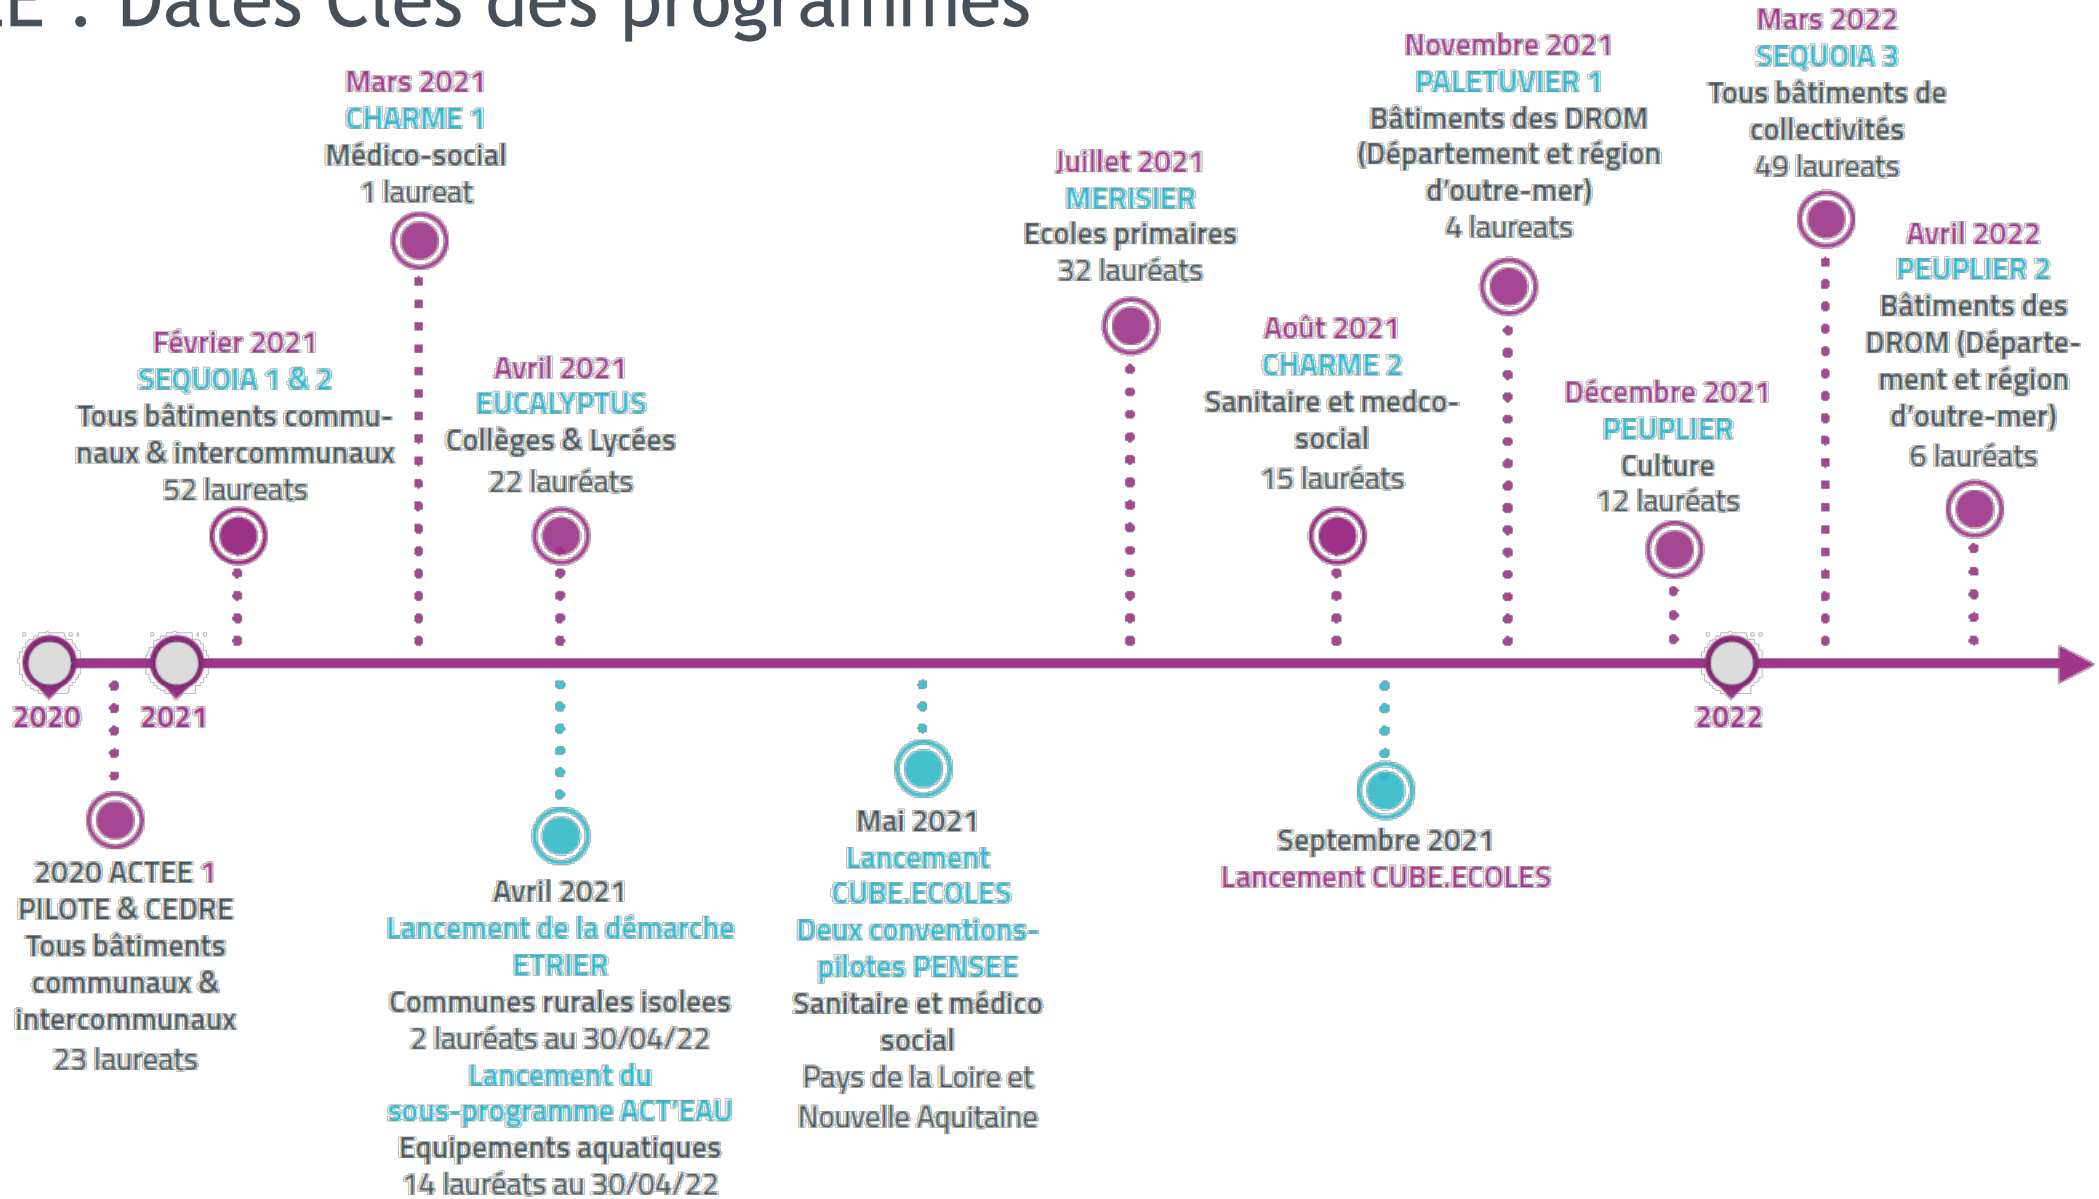 E : Dates Clés des programmes
Février 2021
SEQUOIA 1 & 2
Tous bâtiments commu-
naux & intercommunaux
52 laureats
Mars 2021
CHARME 1
Médico-social
1 laureat
Avril 2021
EUCALYPTUS
Collèges & Lycées
22 lauréats
Juillet 2021
MERISIER
Ecoles primaires
32 lauréats
Août 2021
CHARME 2
Sanitaire et medco-
social
15 lauréats
Novembre 2021
PALETUVIER 1
Bâtiments des DROM
(Département et région
d'outre-mer)
4 laureats
Décembre 2021
PEUPLIER
Culture
12 lauréats
Mars 2022
SEQUOIA 3
Tous bâtiments de
collectivités
49 laureats
Avril 2022
PEUPLIER 2
Bâtiments des
DROM (Départe-
ment et région
d'outre-mer)
6 lauréats
2020
2021
2022
2020 ACTEE 1
PILOTE & CEDRE
Tous bâtiments
communaux &
intercommunaux
23 laureats
Avril 2021
Lancement de la démarche
ETRIER
Communes rurales isolees
2 lauréats au 30/04/22
Lancement du
sous-programme ACT'EAU
Equipements aquatiques
14 lauréats au 30/04/22
Mai 2021
Lancement
CUBE.ECOLES
Deux conventions-
pilotes PENSEE
Sanitaire et médico
social
Pays de la Loire et
Nouvelle Aquitaine
Septembre 2021
Lancement CUBE.ECOLES